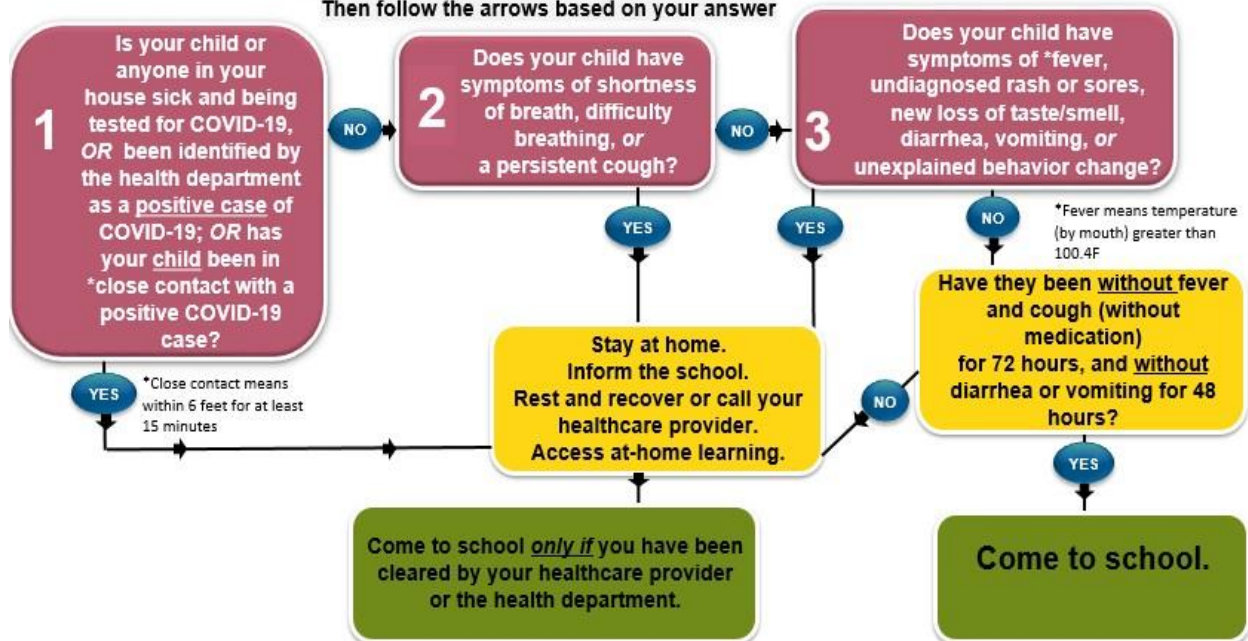 Then follow the arrows based on your answer
1
Is your child or
anyone in your
house sick and being
tested for COVID-19,
OR been identified by
the health department
as a positive case of
COVID-19; OR has
your child been in
*close contact with a
positive COVID-19
case?
NO
2
Does your child have
symptoms of shortness
of breath, difficulty
breathing, or
a persistent cough?
NO
3
Does your child have
symptoms of *fever,
undiagnosed rash or sores,
new loss of taste/smell,
diarrhea, vomiting, or
unexplained behavior change?
YES
YES
NO
*Fever means temperature
(by mouth) greater than
100.4F
YES
*Close contact means
within 6 feet for at least
15 minutes
Stay at home.
Inform the school.
Rest and recover or call your
healthcare provider.
Access at-home learning.
NO
Have they been without fever
and cough (without
medication)
for 72 hours, and without
diarrhea or vomiting for 48
hours?
YES
Come to school only if you have been
cleared by your healthcare provider
or the health department.
Come to school.